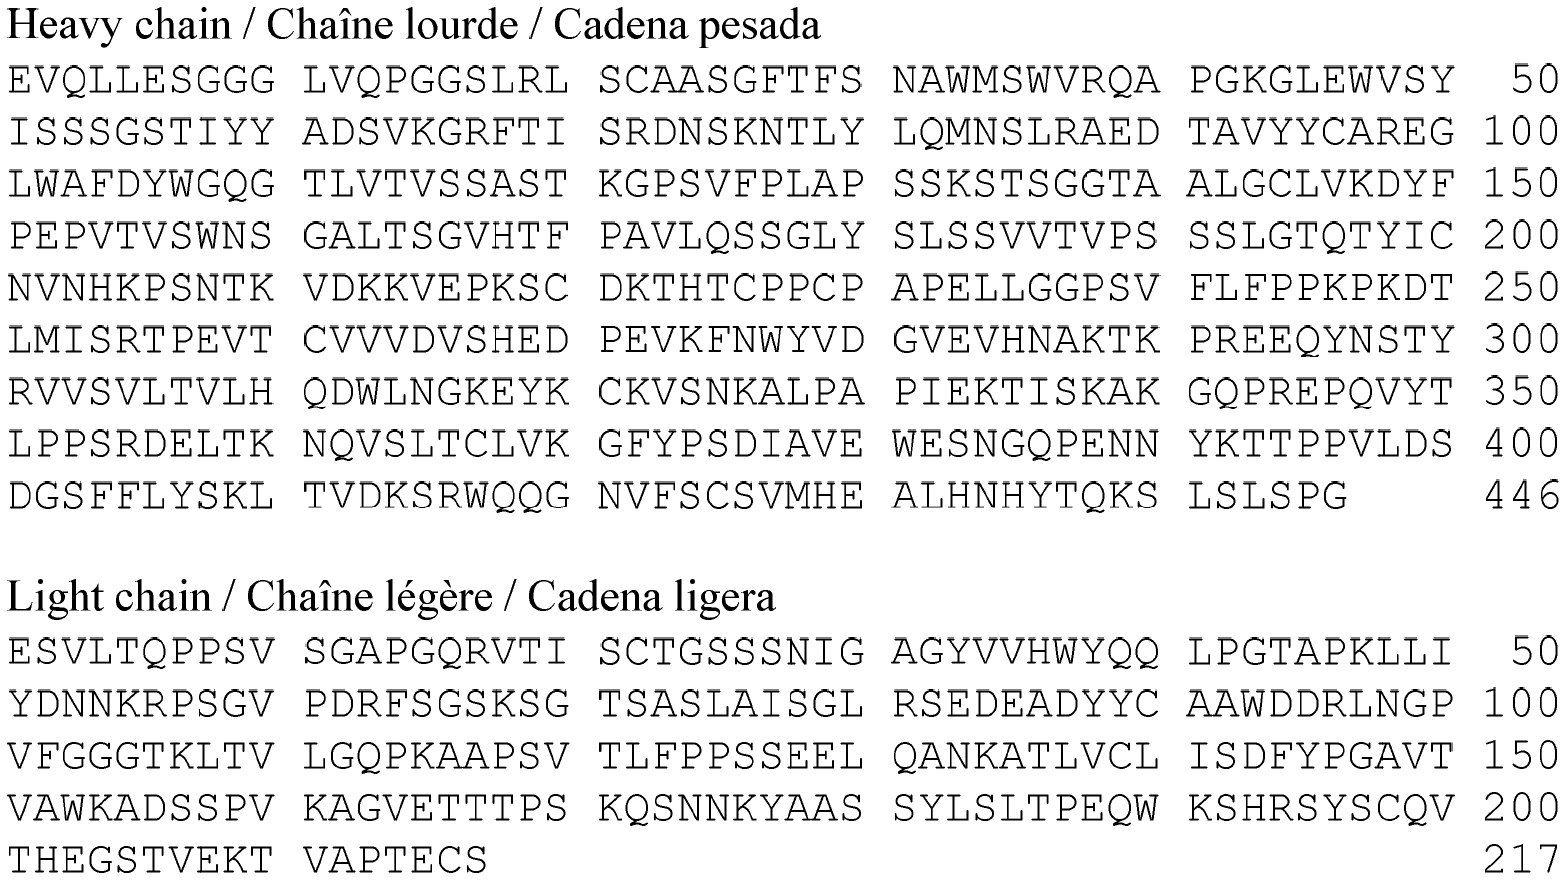 Heavy chain / Chaîne lourde / Cadena pesada
EVQLLESGGG LVQPGGSLRL SCAASGFTFS NAWMSWVRQA PGKGLEWVSY 50
ISSSGSTIYY ADSVKGRFTI SRDNSKNTLY LQMNSLRAED TAVYYCAREG 100
LWAFDYWGQG TLVTVSSAST KGPSVFPLAP SSKSTSGGTA ALGCLVKDYF 150
PEPVTVSWNS GALTSGVHTF PAVLQSSGLY SLSSVVTVPS SSLGTQTYIC 200
NVNHKPSNTK VDKKVEPKSC DKTHTCPPCP APELLGGPSV FLFPPKPKDT 250
LMISRTPEVT CVVVDVSHED PEVKFNWYVD GVEVHNAKTK PREEQYNSTY 300
RVVSVLTVLH QDWLNGKEYK CKVSNKALPA PIEKTISKAK GQPREPQVYT 350
LPPSRDELTK NQVSLTCLVK GFYPSDIAVE WESNGQPENN YKTTPPVLDS 400
DGSFFLYSKL TVDKSRWQQG NVFSCSVMHE ALHNHYTQKS LSLSPG 446
Light chain / Chaîne légère / Cadena ligera
ESVLTQPPSV SGAPGQRVTI SCTGSSSNIG AGYVVHWYQQ LPGTAPKLLI 50
YDNNKRPSGV PDRFSGSKSG TSASLAISGL RSEDEADYYC AAWDDRLNGP 100
VFGGGTKLTV LGQPKAAPSV TLFPPSSEEL QANKATLVCL ISDFYPGAVT 150
VAWKADSSPV KAGVETTTPS KQSNNKYAAS SYLSLTPEQW KSHRSYSCQV 200
THEGSTVEKT VAPTECS 217